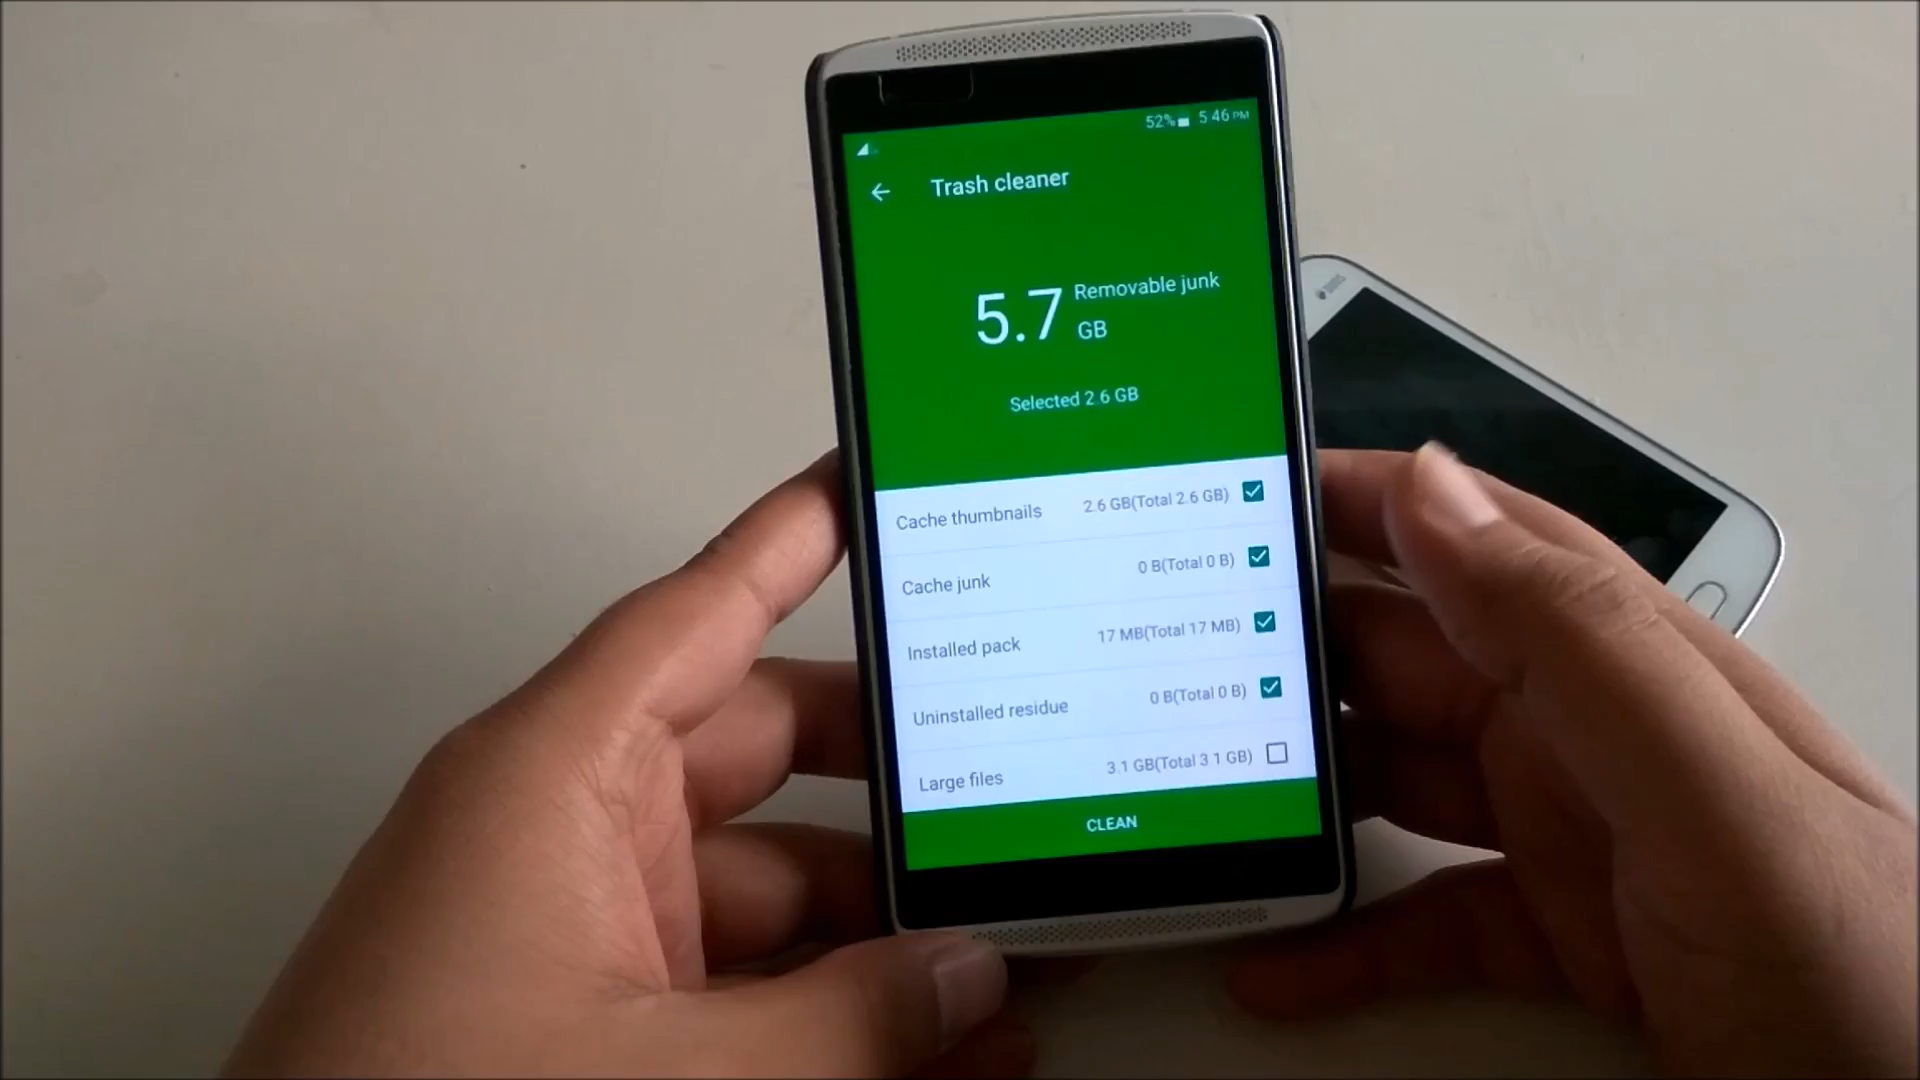 52% 5:46 PM
Trash cleaner
5.7 Removable junk
GB
Selected 2.6 GB
Cache thumbnails 2.6 GB(Total 2.6 GB)
Cache junk 0 B(Total 0 B)
Installed pack 17 MB(Total 17 MB)
Uninstalled residue 0 B(Total 0 B)
Large files 3.1 GB(Total 3.1 GB)
CLEAN